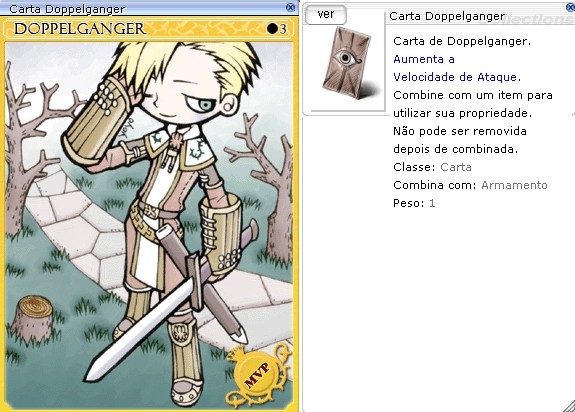 Carta Doppelganger
DOPPELGANGER
3
MVP
ver
Carta Doppelganger
llections
Carta de Doppelganger.
Aumenta a
Velocidade de Ataque.
Combine com um item para
utilizar sua propriedade.
Não pode ser removida
depois de combinada.
Classe: Carta
Combina com: Armamento
Peso: 1